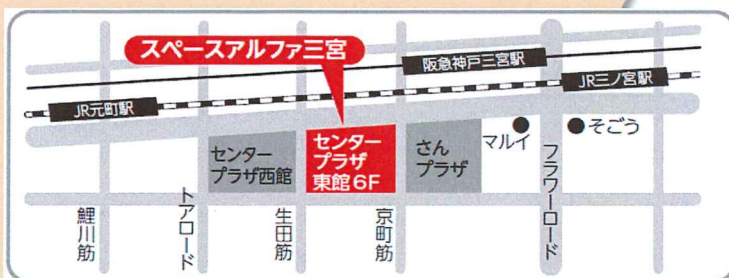 スペースアルファ三宮
阪急神戸三宮駅
JR三ノ宮駅
JR元町駅
センター
プラザ西館
センター
プラザ
東館6F
さん
プラザ
マルイ
そごう
鯉川筋
トアロード
生田筋
京町筋
フラワーロード